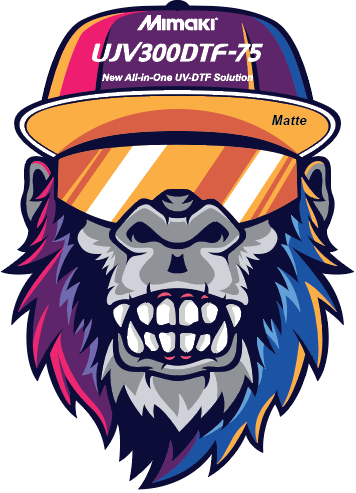 Mimaki
UJV300DTF-75
New All-in-One UV-DTF Solution
Matte